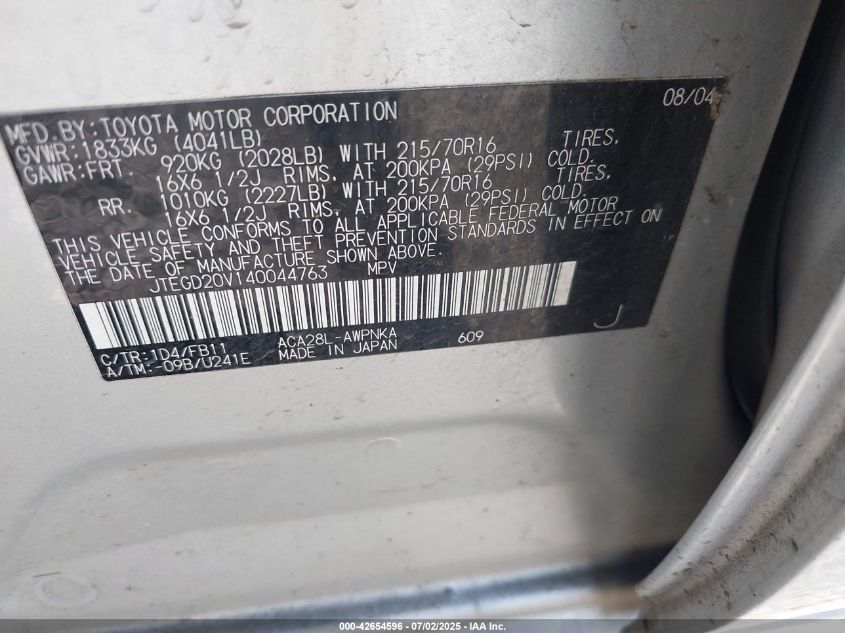 08/04
MFD.BY:TOYOTA MOTOR CORPORATION
GVWR:1833KG (4041LB)
GAWR:FRT. 920KG (2028LB) WITH 215/70R16 TIRES,
16X6 1/2J RIMS, AT 200KPA (29PSI) COLD.
RR. 1010KG (2227LB) WITH 215/70R16 TIRES,
16X6 1/2J RIMS, AT 200KPA (29PSI) COLD.
THIS VEHICLE CONFORMS TO ALL APPLICABLE FEDERAL MOTOR
VEHICLE SAFETY AND THEFT PREVENTION STANDARDS IN EFFECT ON
THE DATE OF MANUFACTURE SHOWN ABOVE.
JTEGD20V140044763 MPV
C/TR:1D4/FB11 ACA28L-AWPNKA 609 J
A/TM:-09B/U241E MADE IN JAPAN
000-42654596 - 07/02/2025 - IAA Inc.